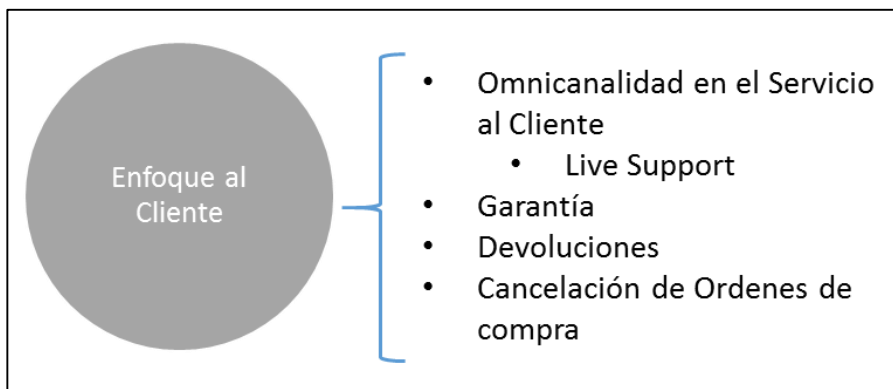 Enfoque al
Cliente
• Omnicanalidad en el Servicio
al Cliente
• Live Support
• Garantía
• Devoluciones
• Cancelación de Ordenes de
compra